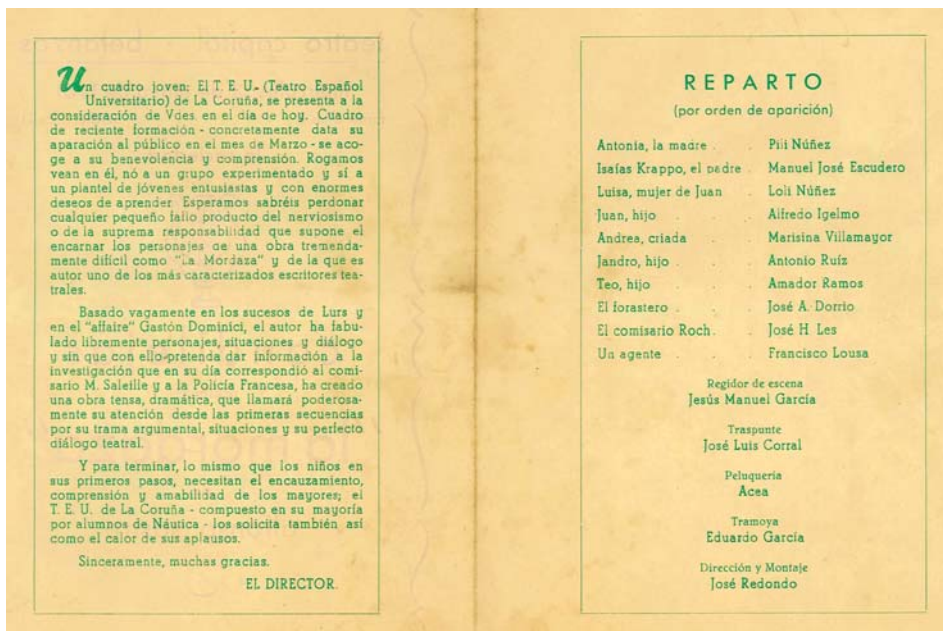 Un cuadro joven: El T. E. U. (Teatro Español
Universitario) de La Coruña, se presenta a la
consideración de Vdes. en el día de hoy. Cuadro
de reciente formación - concretamente data su
aparación al público en el mes de Marzo - se aco-
ge a su benevolencia y comprensión. Rogamos
vean en él, nó a un grupo experimentado y sí a
un plantel de jóvenes entusiastas y con enormes
deseos de aprender Esperamos sabréis perdonar
cualquier pequeño fallo producto del nerviosismo
o de la suprema responsabilidad que supone el
encarnar los personajes de una obra tremenda-
mente difícil como "La Mordaza" y de la que es
autor uno de los más caracterizados escritores tea-
trales.
Basado vagamente en los sucesos de Lurs y
en el "affaire" Gastón Dominici, el autor ha fabu-
lado libremente personajes, situaciones y diálogo
y sin que con ello pretenda dar información a la
investigación que en su día correspondió al comi-
sario M. Saleille y a la Policía Francesa, ha creado
una obra tensa, dramática, que llamará poderosa-
mente su atención desde las primeras secuencias
por su trama argumental, situaciones y su perfecto
diálogo teatral.
Y para terminar, lo mismo que los niños en
sus primeros pasos, necesitan el encauzamiento,
comprensión y amabilidad de los mayores; el
T. E. U. de La Coruña - compuesto en su mayoría
por alumnos de Náutica - los solicita también así
como el calor de sus aplausos.
Sinceramente, muchas gracias.
EL DIRECTOR.
REPARTO
(por orden de aparición)
Antonia, la madre . . Pili Núñez
Isaías Krappo, el padre . Manuel José Escudero
Luisa, mujer de Juan . Loli Núñez
Juan, hijo . . . Alfredo Igelmo
Andrea, criada . . Marisina Villamayor
Jandro, hijo . . . Antonio Ruíz
Teo, hijo . . . Amador Ramos
El forastero . . . José A. Dorrio
El comisario Roch . . José H. Les
Un agente . . . Francisco Lousa
Regidor de escena
Jesús Manuel García
Traspunte
José Luis Corral
Peluquería
Acea
Tramoya
Eduardo García
Dirección y Montaje
José Redondo